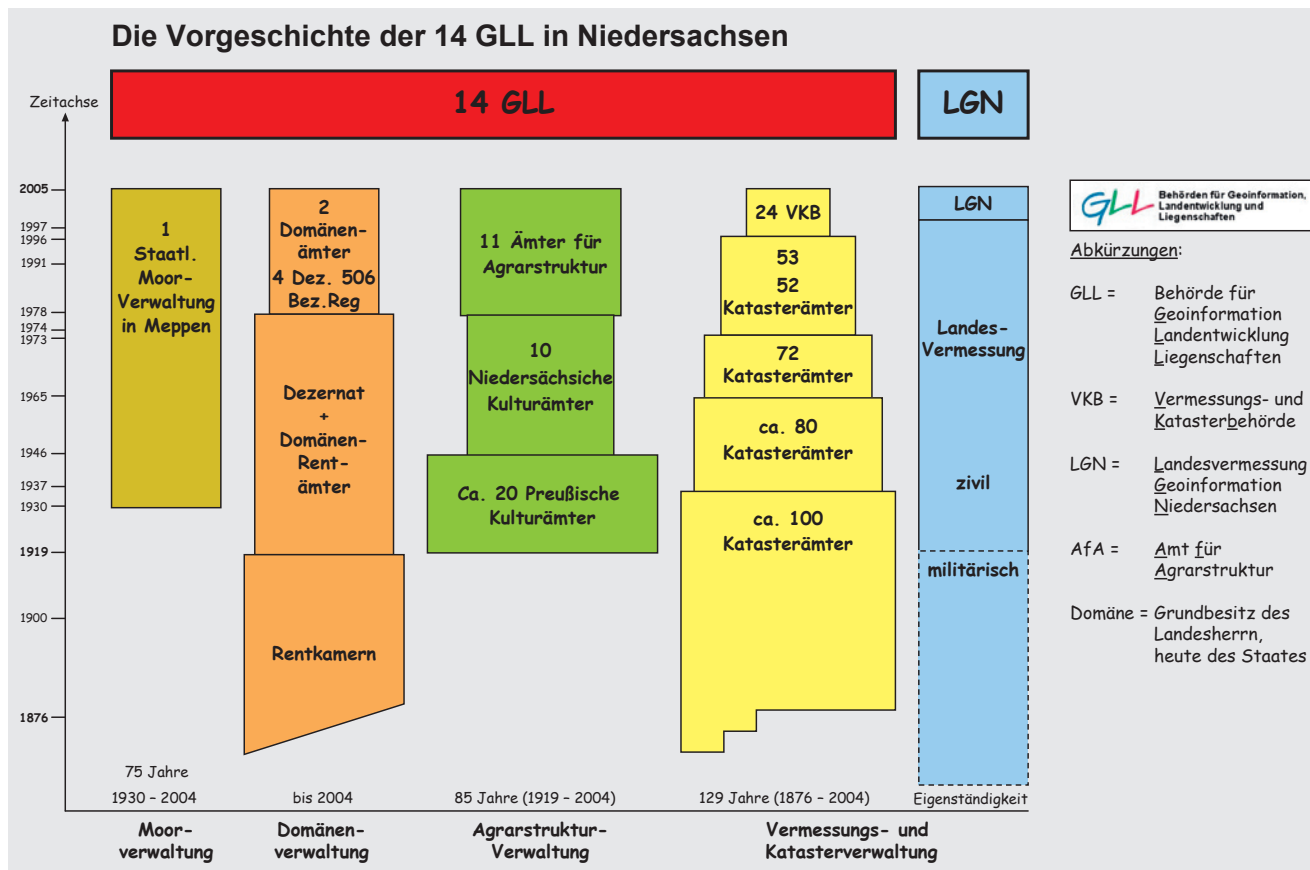 Die Vorgeschichte der 14 GLL in Niedersachsen
Zeitachse
14 GLL
LGN
2005
1997
1996
1991
1978
1974
1973
1965
1946
1937
1930
1919
1900
1876
1
Staatl.
Moor-
Verwaltung
in Meppen
2
Domänen-
ämter
4 Dez. 506
Bez.Reg
Dezernat
+
Domänen-
Rent-
ämter
Rentkamern
11 Ämter für
Agrarstruktur
10
Niedersächsiche
Kulturämter
Ca. 20 Preußische
Kulturämter
24 VKB
53
52
Katasterämter
72
Katasterämter
ca. 80
Katasterämter
ca. 100
Katasterämter
LGN
Landes-
Vermessung
zivil
militärisch
GLL Behörden für Geoinformation,
Landentwicklung und
Liegenschaften
Abkürzungen:
GLL = Behörde für
Geoinformation
Landentwicklung
Liegenschaften
VKB = Vermessungs- und
Katasterbehörde
LGN = Landesvermessung
Geoinformation
Niedersachsen
AfA = Amt für
Agrarstruktur
Domäne = Grundbesitz des
Landesherrn,
heute des Staates
75 Jahre
1930 – 2004
bis 2004
85 Jahre (1919 – 2004)
129 Jahre (1876 – 2004)
Eigenständigkeit
Moor-
verwaltung
Domänen-
verwaltung
Agrarstruktur-
Verwaltung
Vermessungs- und
Katasterverwaltung